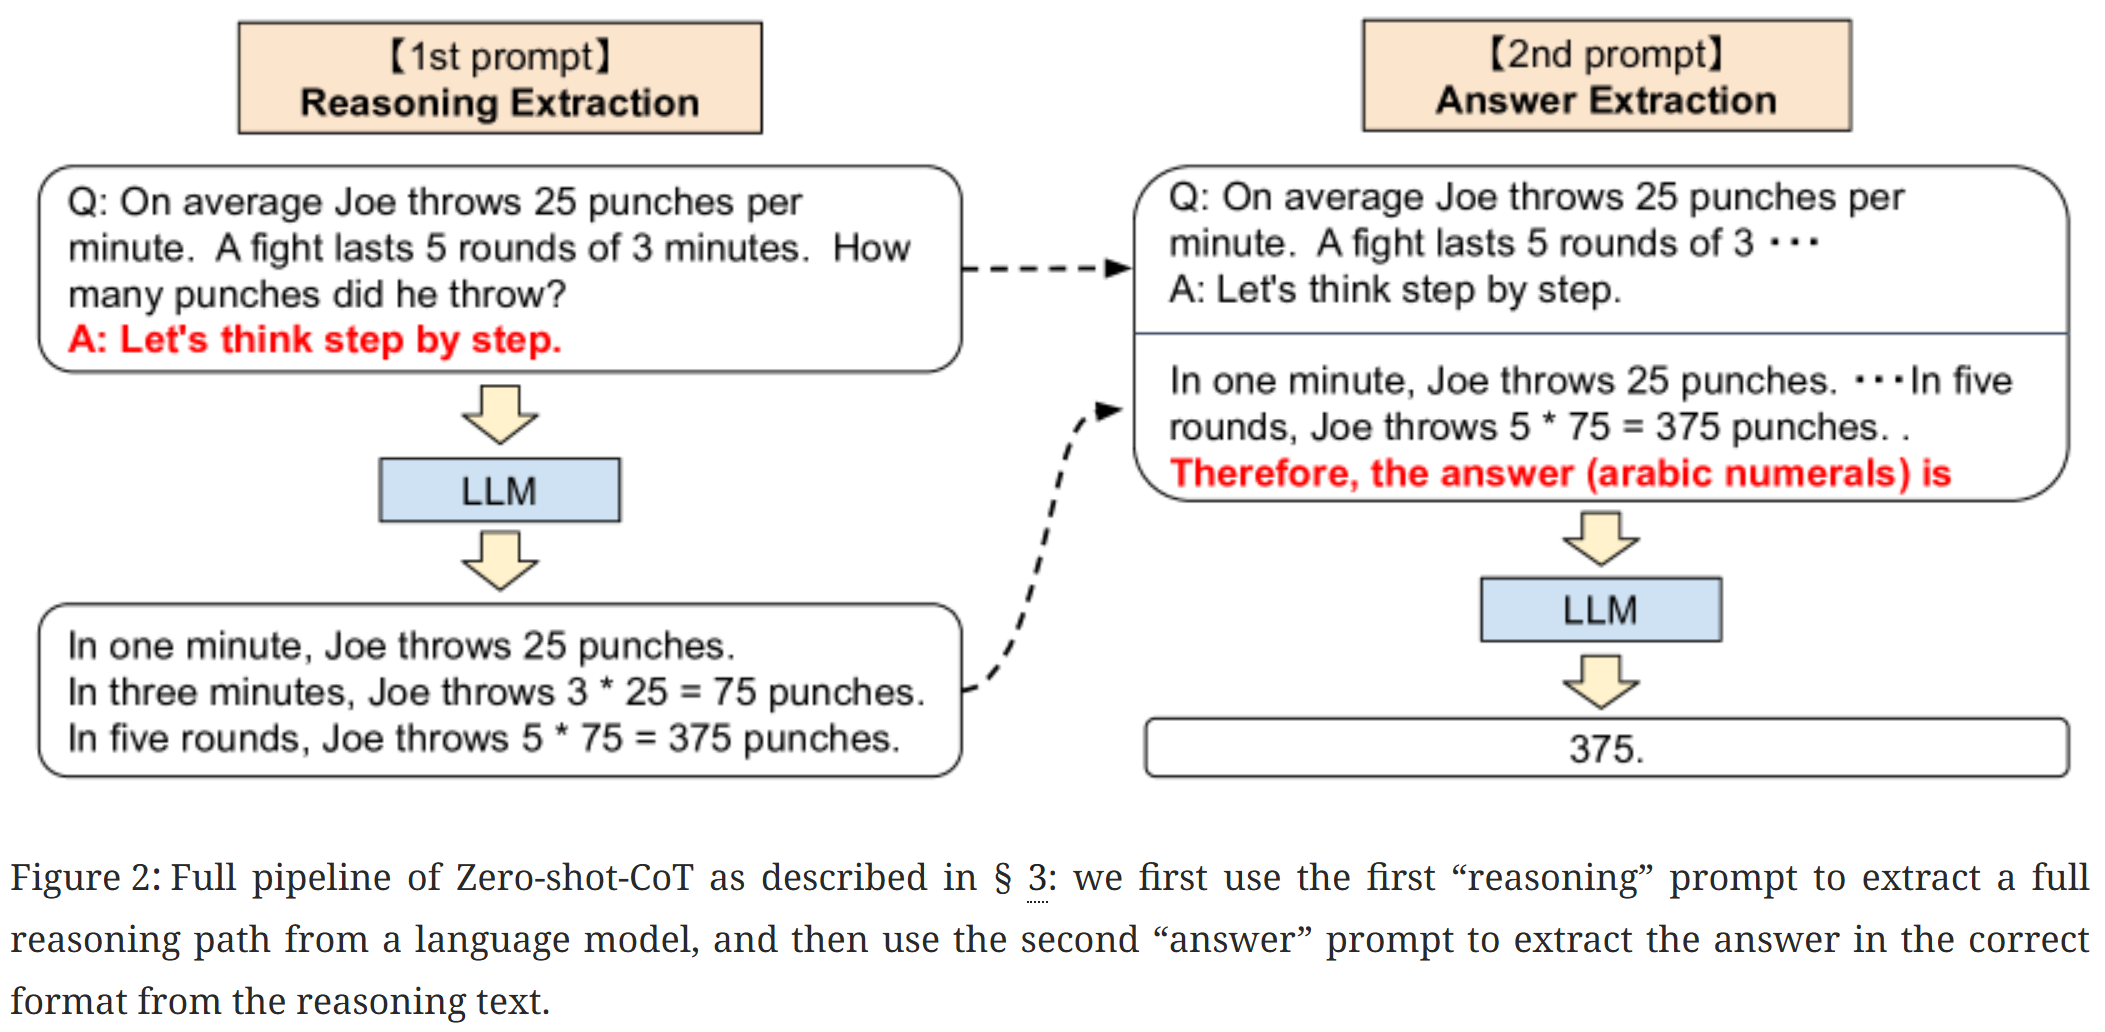 【1st prompt】
Reasoning Extraction
Q: On average Joe throws 25 punches per
minute.  A fight lasts 5 rounds of 3 minutes.  How
many punches did he throw?
A: Let's think step by step.
LLM
In one minute, Joe throws 25 punches.
In three minutes, Joe throws 3 * 25 = 75 punches.
In five rounds, Joe throws 5 * 75 = 375 punches.
【2nd prompt】
Answer Extraction
Q: On average Joe throws 25 punches per
minute.  A fight lasts 5 rounds of 3 ･･･
A: Let's think step by step.
In one minute, Joe throws 25 punches. ･･･In five
rounds, Joe throws 5 * 75 = 375 punches. .
Therefore, the answer (arabic numerals) is
LLM
375.
Figure 2: Full pipeline of Zero-shot-CoT as described in § 3: we first use the first “reasoning” prompt to extract a full
reasoning path from a language model, and then use the second “answer” prompt to extract the answer in the correct
format from the reasoning text.